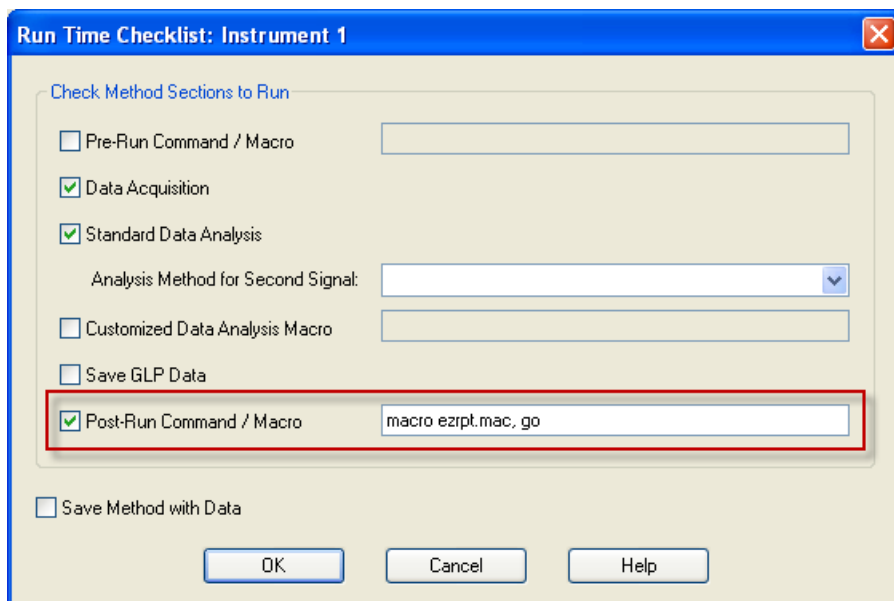 Run Time Checklist: Instrument 1
Check Method Sections to Run
Pre-Run Command / Macro
Data Acquisition
Standard Data Analysis
Analysis Method for Second Signal:
Customized Data Analysis Macro
Save GLP Data
Post-Run Command / Macro macro ezrpt.mac, go
Save Method with Data
OK Cancel Help